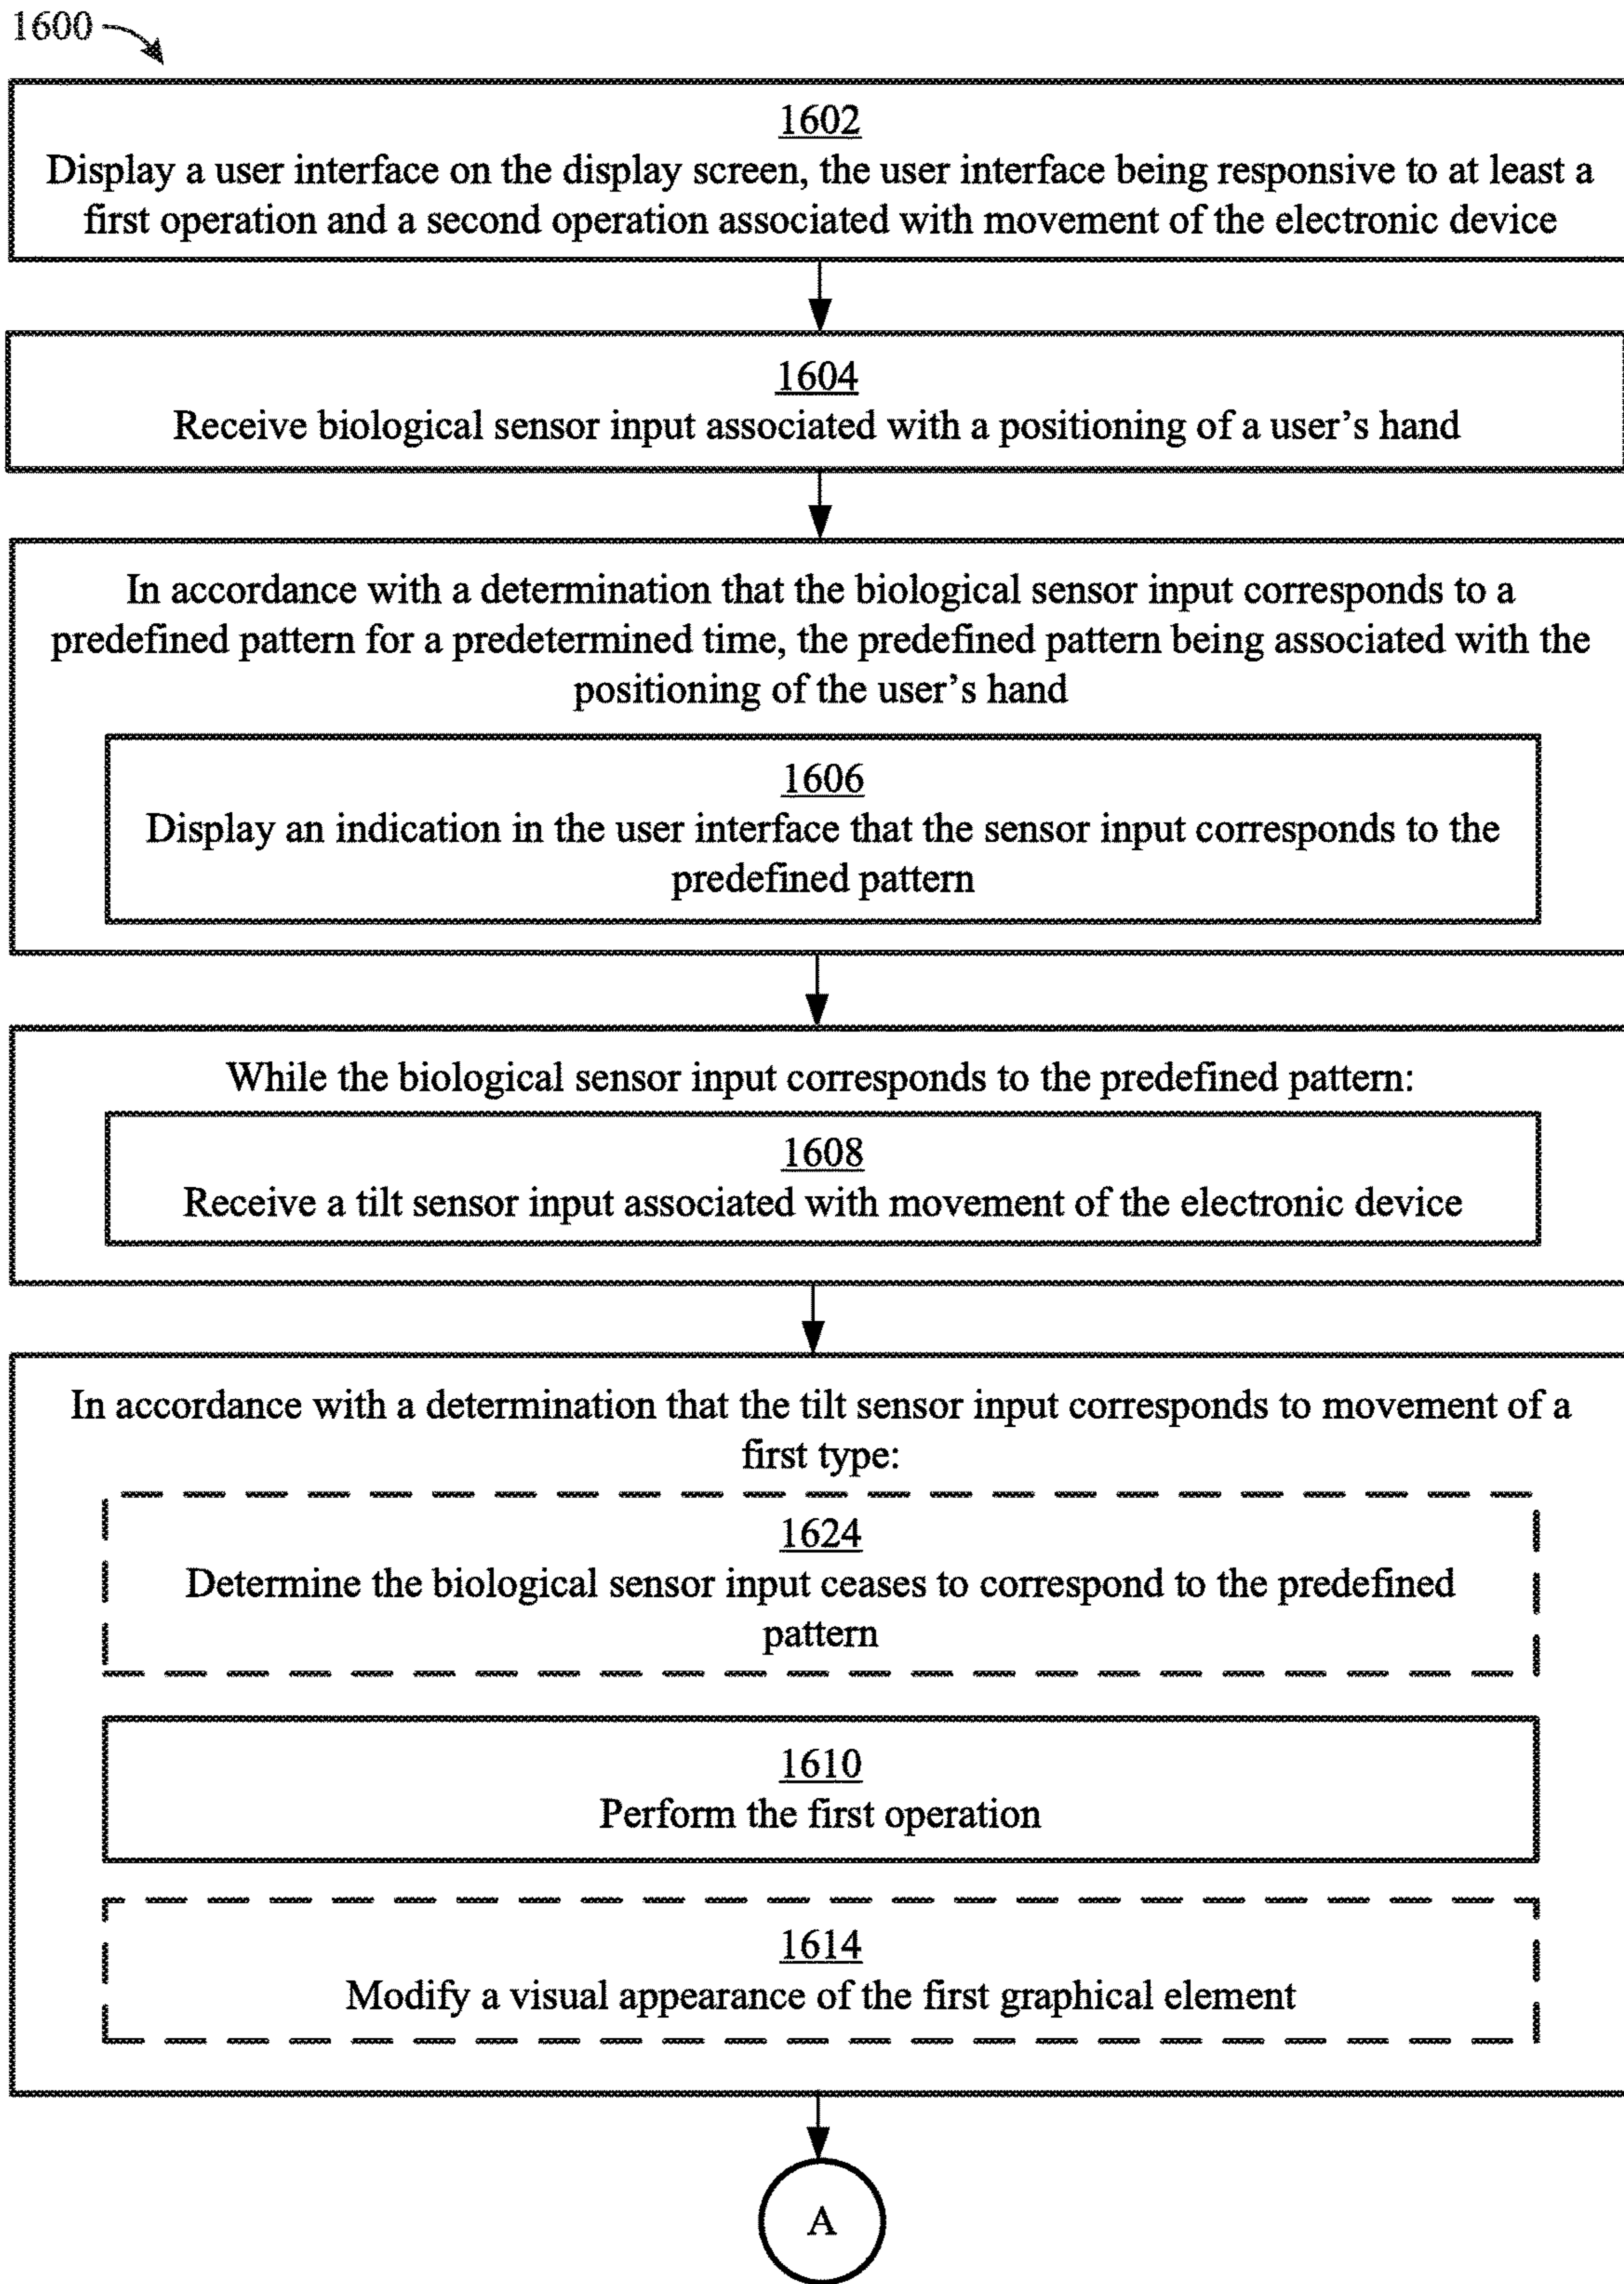 1600
1602
Display a user interface on the display screen, the user interface being responsive to at least a
first operation and a second operation associated with movement of the electronic device
1604
Receive biological sensor input associated with a positioning of a user's hand
In accordance with a determination that the biological sensor input corresponds to a
predefined pattern for a predetermined time, the predefined pattern being associated with the
positioning of the user's hand
1606
Display an indication in the user interface that the sensor input corresponds to the
predefined pattern
While the biological sensor input corresponds to the predefined pattern:
1608
Receive a tilt sensor input associated with movement of the electronic device
In accordance with a determination that the tilt sensor input corresponds to movement of a
first type:
1624
Determine the biological sensor input ceases to correspond to the predefined
pattern
1610
Perform the first operation
1614
Modify a visual appearance of the first graphical element
A